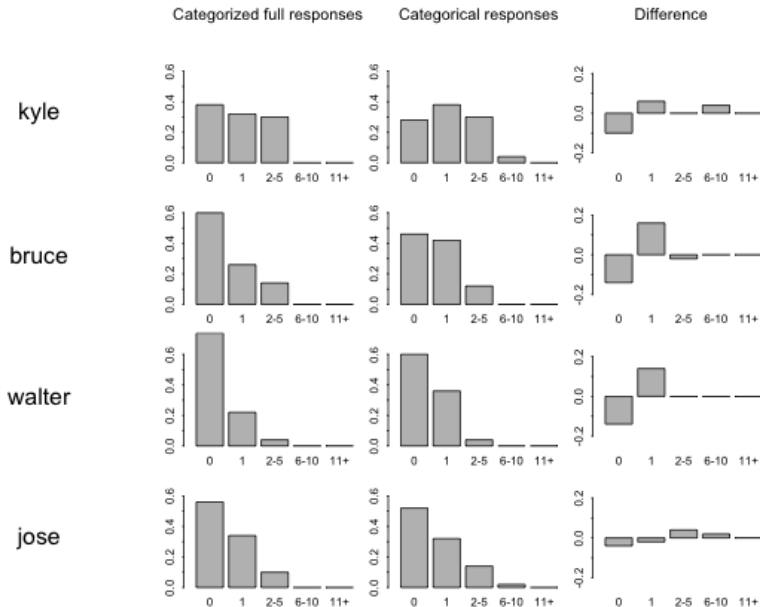 Categorized full responses Categorical responses Difference
kyle
0.0 0.2 0.4 0.6
0 1 2-5 6-10 11+
0.0 0.2 0.4 0.6
0 1 2-5 6-10 11+
-0.2 0.0 0.2
0 1 2-5 6-10 11+
bruce
0.0 0.2 0.4 0.6
0 1 2-5 6-10 11+
0.0 0.2 0.4 0.6
0 1 2-5 6-10 11+
-0.2 0.0 0.2
0 1 2-5 6-10 11+
walter
0.0 0.2 0.4 0.6
0 1 2-5 6-10 11+
0.0 0.2 0.4 0.6
0 1 2-5 6-10 11+
-0.2 0.0 0.2
0 1 2-5 6-10 11+
jose
0.0 0.2 0.4 0.6
0 1 2-5 6-10 11+
0.0 0.2 0.4 0.6
0 1 2-5 6-10 11+
-0.2 0.0 0.2
0 1 2-5 6-10 11+